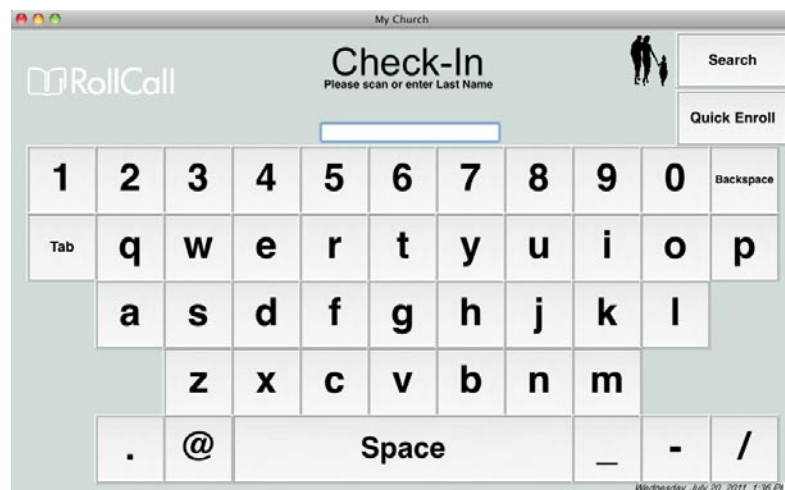 My Church
RollCall
Check-In
Please scan or enter Last Name
Search
Quick Enroll
1 2 3 4 5 6 7 8 9 0 Backspace
Tab q w e r t y u i o p
a s d f g h j k l
z x c v b n m
. @ Space _ - /
Wednesday, July 20, 2011 1:36 P